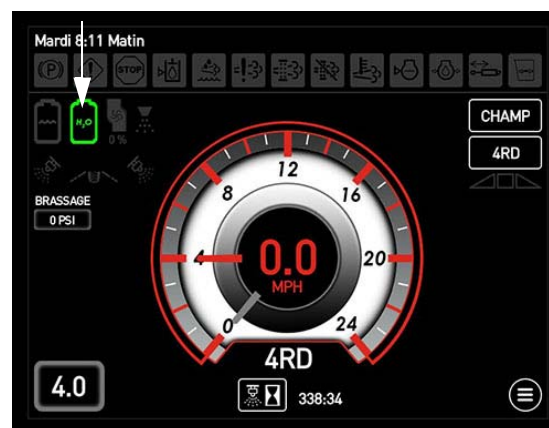 Mardi 8:11 Matin
(P)
STOP
H₂O
0 %
CHAMP
4RD
BRASSAGE
0 PSI
0
4
8
12
16
20
24
0.0
MPH
4RD
4.0
338:34